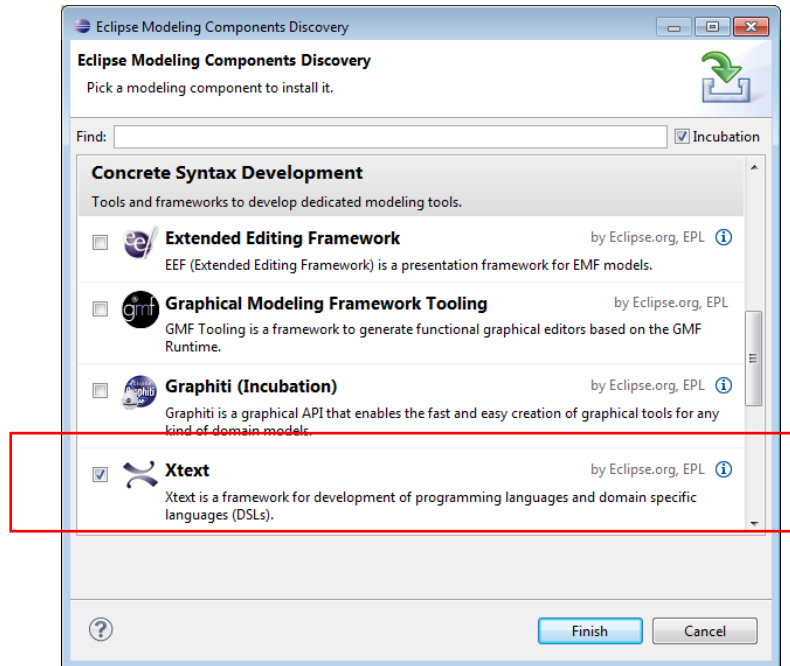 Eclipse Modeling Components Discovery
Eclipse Modeling Components Discovery
Pick a modeling component to install it.
Find:
Incubation
Concrete Syntax Development
Tools and frameworks to develop dedicated modeling tools.
Extended Editing Framework by Eclipse.org, EPL
EEF (Extended Editing Framework) is a presentation framework for EMF models.
gmf
Graphical Modeling Framework Tooling by Eclipse.org, EPL
GMF Tooling is a framework to generate functional graphical editors based on the GMF
Runtime.
Graphiti (Incubation) by Eclipse.org, EPL
Graphiti is a graphical API that enables the fast and easy creation of graphical tools for any
kind of domain models.
Xtext by Eclipse.org, EPL
Xtext is a framework for development of programming languages and domain specific
languages (DSLs).
Finish Cancel